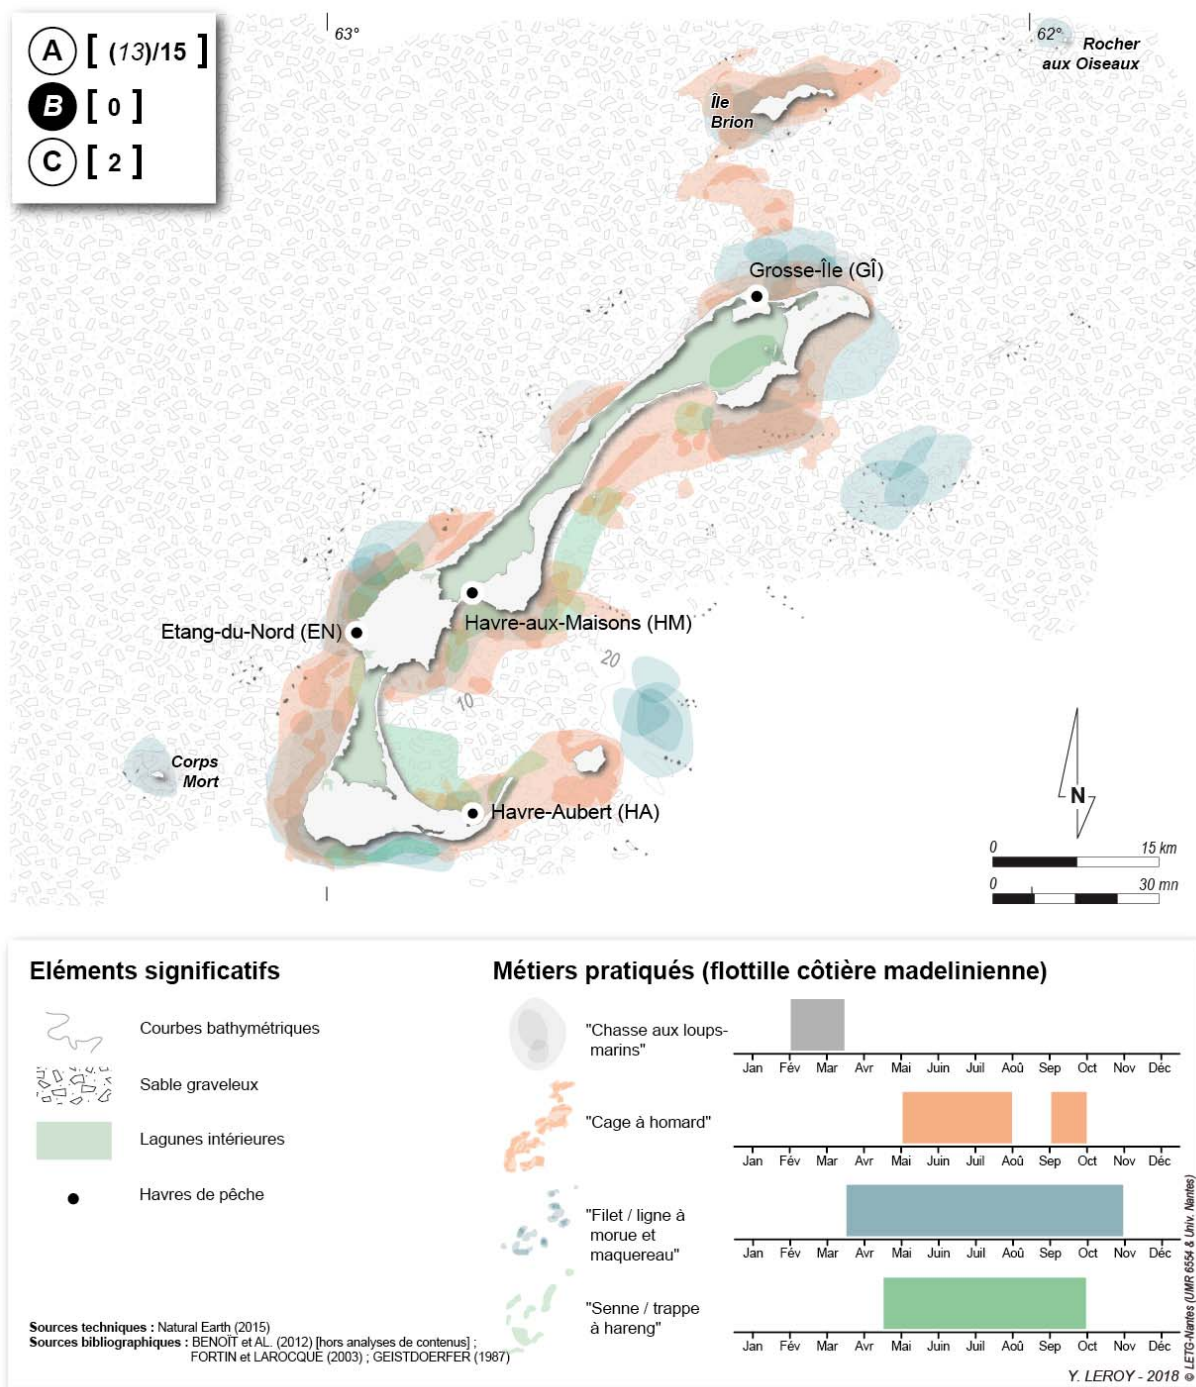 A [ (13)/15 ]
B [ 0 ]
C [ 2 ]
63°
62°
Rocher
aux Oiseaux
Île
Brion
Grosse-Île (GÎ)
Havre-aux-Maisons (HM)
Etang-du-Nord (EN)
20
10
Corps
Mort
Havre-Aubert (HA)
N
0 15 km
0 30 mn
Eléments significatifs
Courbes bathymétriques
Sable graveleux
Lagunes intérieures
Havres de pêche
Métiers pratiqués (flottille côtière madelinienne)
"Chasse aux loups-
marins"
Jan Fév Mar Avr Mai Juin Juil Aoû Sep Oct Nov Déc
"Cage à homard"
Jan Fév Mar Avr Mai Juin Juil Aoû Sep Oct Nov Déc
"Filet / ligne à
morue et
maquereau"
Jan Fév Mar Avr Mai Juin Juil Aoû Sep Oct Nov Déc
"Senne / trappe
à hareng"
Jan Fév Mar Avr Mai Juin Juil Aoû Sep Oct Nov Déc
Sources techniques : Natural Earth (2015)
Sources bibliographiques : BENOÎT et AL. (2012) [hors analyses de contenus] ;
FORTIN et LAROCQUE (2003) ; GEISTDOERFER (1987)
Y. LEROY - 2018
© LETG-Nantes (UMR 6554 & Univ. Nantes)